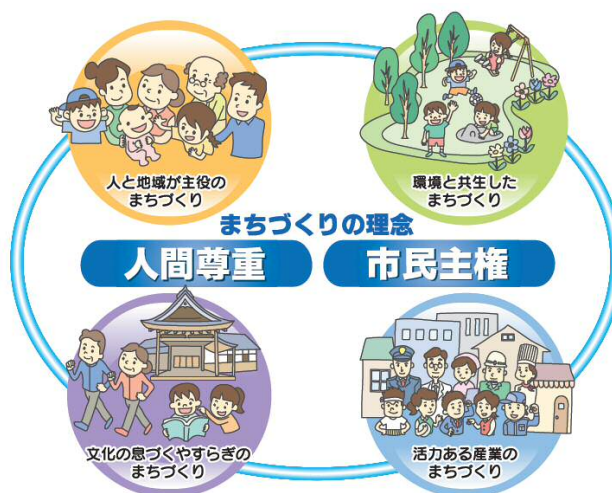 人と地域が主役の
まちづくり
環境と共生した
まちづくり
まちづくりの理念
人間尊重
市民主権
文化の息づくやすらぎの
まちづくり
活力ある産業の
まちづくり